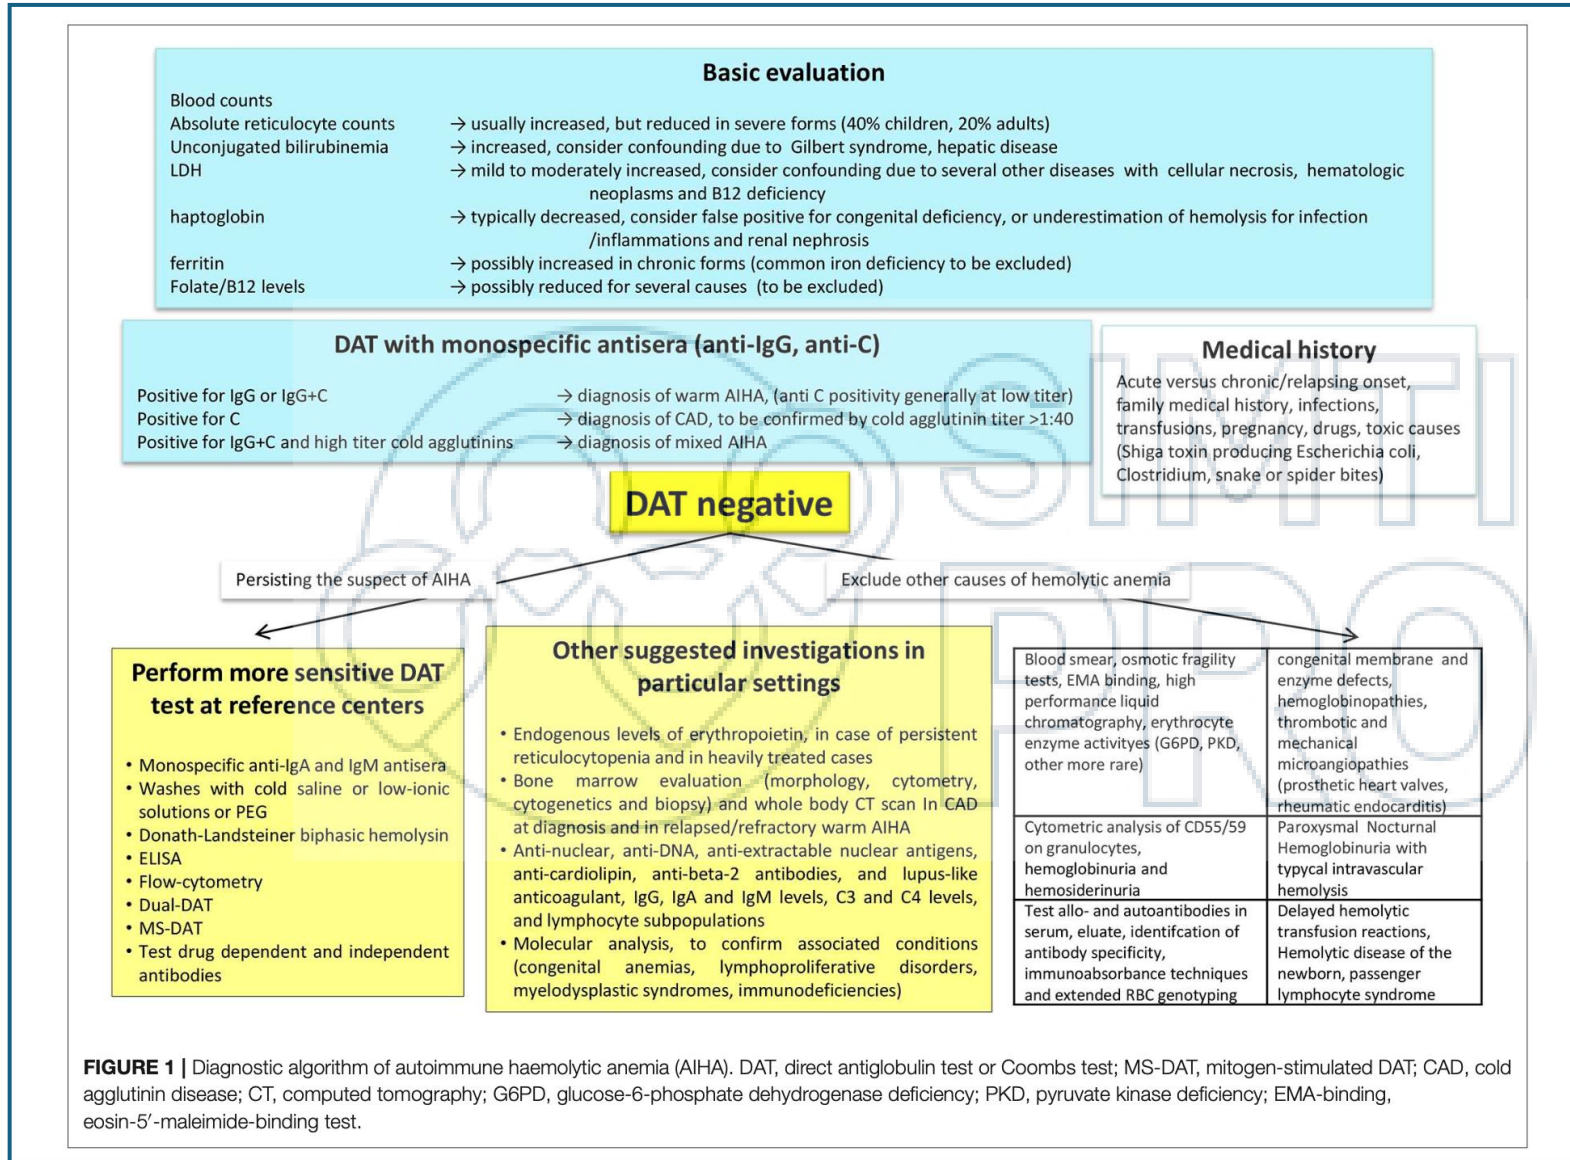 Basic evaluation
Blood counts
Absolute reticulocyte counts → usually increased, but reduced in severe forms (40% children, 20% adults)
Unconjugated bilirubinemia → increased, consider confounding due to Gilbert syndrome, hepatic disease
LDH → mild to moderately increased, consider confounding due to several other diseases with cellular necrosis, hematologic
neoplasms and B12 deficiency
haptoglobin → typically decreased, consider false positive for congenital deficiency, or underestimation of hemolysis for infection
/inflammations and renal nephrosis
ferritin → possibly increased in chronic forms (common iron deficiency to be excluded)
Folate/B12 levels → possibly reduced for several causes (to be excluded)
DAT with monospecific antisera (anti-IgG, anti-C)
Positive for IgG or IgG+C → diagnosis of warm AIHA, (anti C positivity generally at low titer)
Positive for C → diagnosis of CAD, to be confirmed by cold agglutinin titer >1:40
Positive for IgG+C and high titer cold agglutinins → diagnosis of mixed AIHA
Medical history
Acute versus chronic/relapsing onset,
family medical history, infections,
transfusions, pregnancy, drugs, toxic causes
(Shiga toxin producing Escherichia coli,
Clostridium, snake or spider bites)
SIMTI
PRO
DAT negative
Persisting the suspect of AIHA
Exclude other causes of hemolytic anemia
Perform more sensitive DAT
test at reference centers
• Monospecific anti-IgA and IgM antisera
• Washes with cold saline or low-ionic
solutions or PEG
• Donath-Landsteiner biphasic hemolysin
• ELISA
• Flow-cytometry
• Dual-DAT
• MS-DAT
• Test drug dependent and independent
antibodies
Other suggested investigations in
particular settings
• Endogenous levels of erythropoietin, in case of persistent
reticulocytopenia and in heavily treated cases
• Bone marrow evaluation (morphology, cytometry,
cytogenetics and biopsy) and whole body CT scan In CAD
at diagnosis and in relapsed/refractory warm AIHA
• Anti-nuclear, anti-DNA, anti-extractable nuclear antigens,
anti-cardiolipin, anti-beta-2 antibodies, and lupus-like
anticoagulant, IgG, IgA and IgM levels, C3 and C4 levels,
and lymphocyte subpopulations
• Molecular analysis, to confirm associated conditions
(congenital anemias, lymphoproliferative disorders,
myelodysplastic syndromes, immunodeficiencies)
Blood smear, osmotic fragility
tests, EMA binding, high
performance liquid
chromatography, erythrocyte
enzyme activityes (G6PD, PKD,
other more rare)
congenital membrane and
enzyme defects,
hemoglobinopathies,
thrombotic and
mechanical
microangiopathies
(prosthetic heart valves,
rheumatic endocarditis)
Cytometric analysis of CD55/59
on granulocytes,
hemoglobinuria and
hemosiderinuria
Paroxysmal Nocturnal
Hemoglobinuria with
typycal intravascular
hemolysis
Test allo- and autoantibodies in
serum, eluate, identifcation of
antibody specificity,
immunoabsorbance techniques
and extended RBC genotyping
Delayed hemolytic
transfusion reactions,
Hemolytic disease of the
newborn, passenger
lymphocyte syndrome
FIGURE 1 | Diagnostic algorithm of autoimmune haemolytic anemia (AIHA). DAT, direct antiglobulin test or Coombs test; MS-DAT, mitogen-stimulated DAT; CAD, cold
agglutinin disease; CT, computed tomography; G6PD, glucose-6-phosphate dehydrogenase deficiency; PKD, pyruvate kinase deficiency; EMA-binding,
eosin-5′-maleimide-binding test.